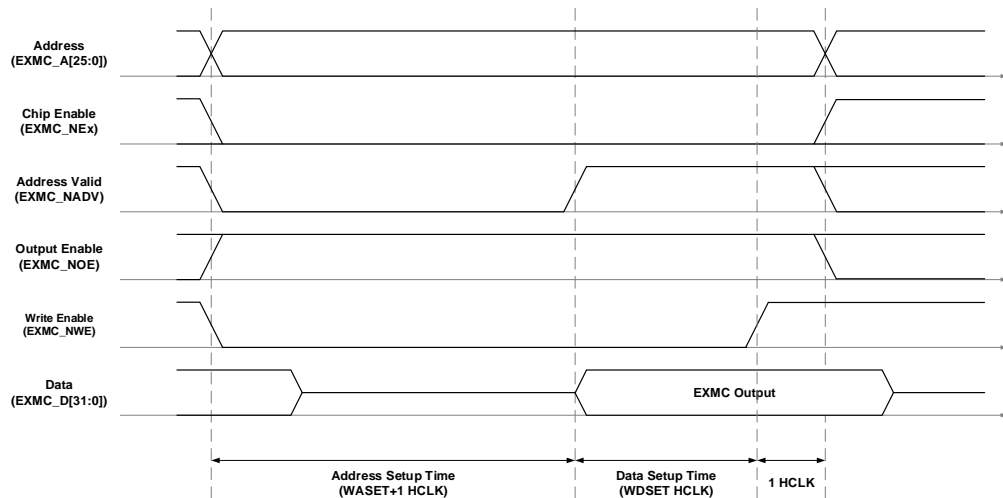 Address
(EXMC_A[25:0])
Chip Enable
(EXMC_NEx)
Address Valid
(EXMC_NADV)
Output Enable
(EXMC_NOE)
Write Enable
(EXMC_NWE)
Data
(EXMC_D[31:0])
EXMC Output
Address Setup Time
(WASET+1 HCLK)
Data Setup Time
(WDSET HCLK)
1 HCLK